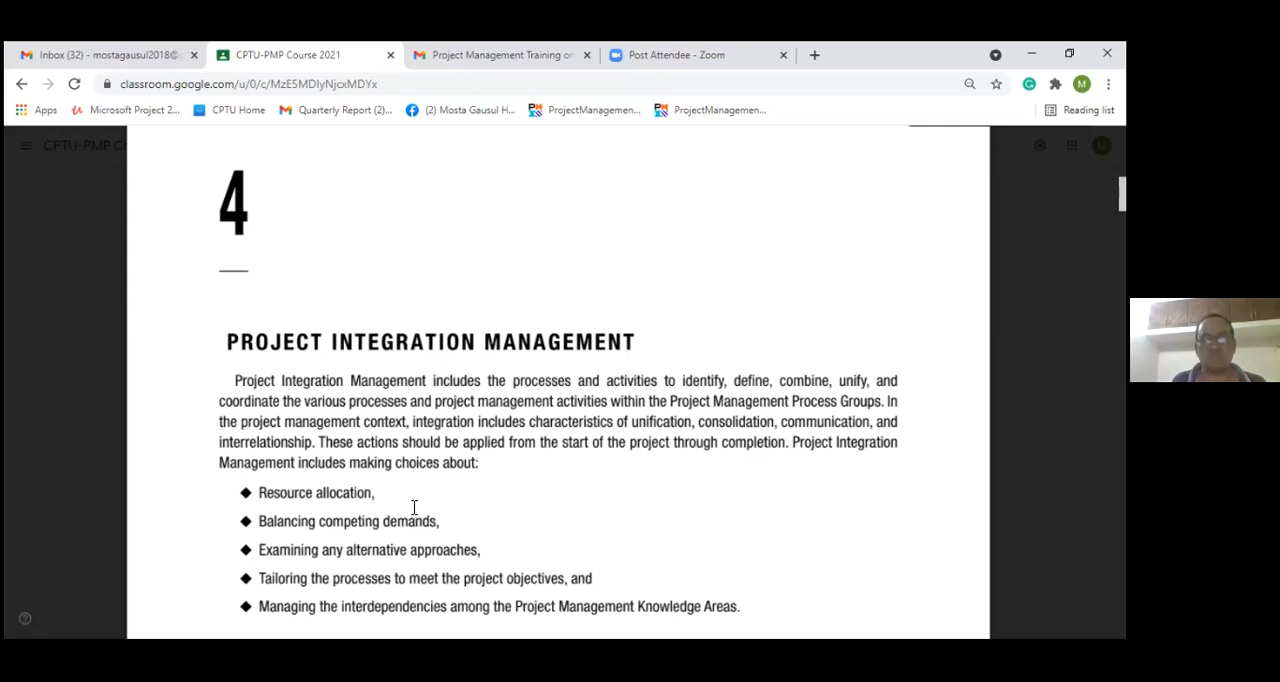 Inbox (32) - mostagausul2018@
CPTU-PMP Course 2021
Project Management Training on
Post Attendee - Zoom
classroom.google.com/u/0/c/MzE5MDIyNjcxMDYx
Apps
Microsoft Project 2...
CPTU Home
Quarterly Report (2)...
(2) Mosta Gausul H...
ProjectManagemen...
ProjectManagemen...
Reading list
CPTU-PMP C
M
4
PROJECT INTEGRATION MANAGEMENT
Project Integration Management includes the processes and activities to identify, define, combine, unify, and
coordinate the various processes and project management activities within the Project Management Process Groups. In
the project management context, integration includes characteristics of unification, consolidation, communication, and
interrelationship. These actions should be applied from the start of the project through completion. Project Integration
Management includes making choices about:
◆ Resource allocation,
◆ Balancing competing demands,
◆ Examining any alternative approaches,
◆ Tailoring the processes to meet the project objectives, and
◆ Managing the interdependencies among the Project Management Knowledge Areas.